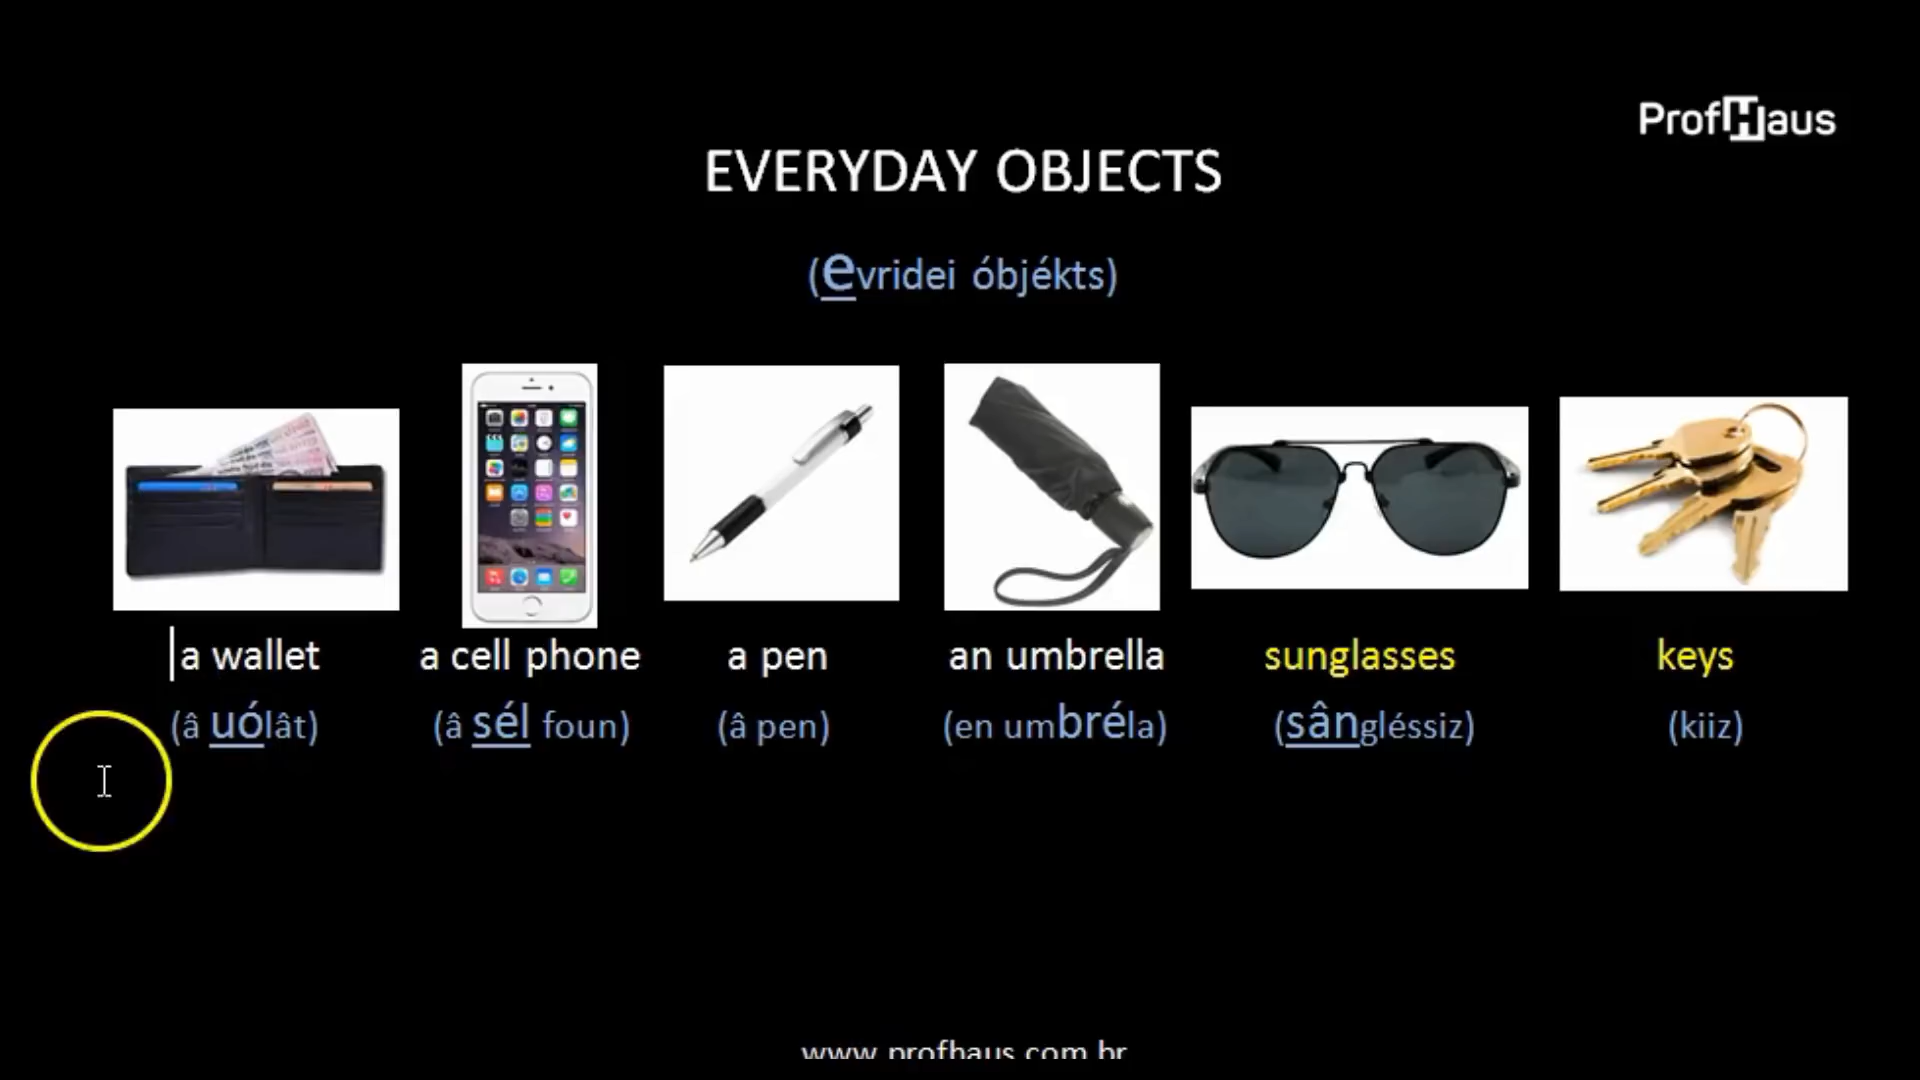 ProfHaus
EVERYDAY OBJECTS
(evridei óbjékts)
a wallet
a cell phone
a pen
an umbrella
sunglasses
keys
(â uólât)
(â sél foun)
(â pen)
(en umbréla)
(sângléssiz)
(kiiz)
www.profhaus.com.br